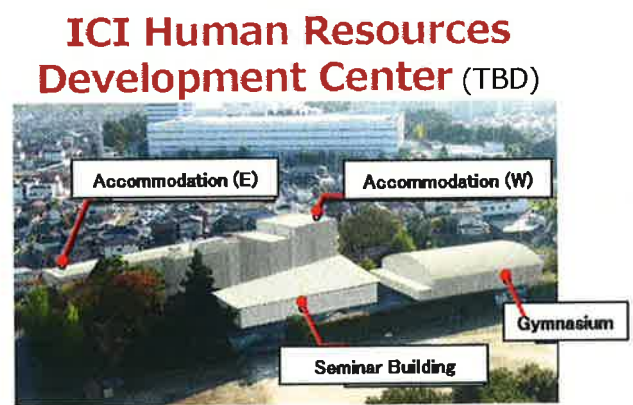 ICI Human Resources
Development Center (TBD)
Accommodation (E)
Accommodation (W)
Gymnasium
Seminar Building